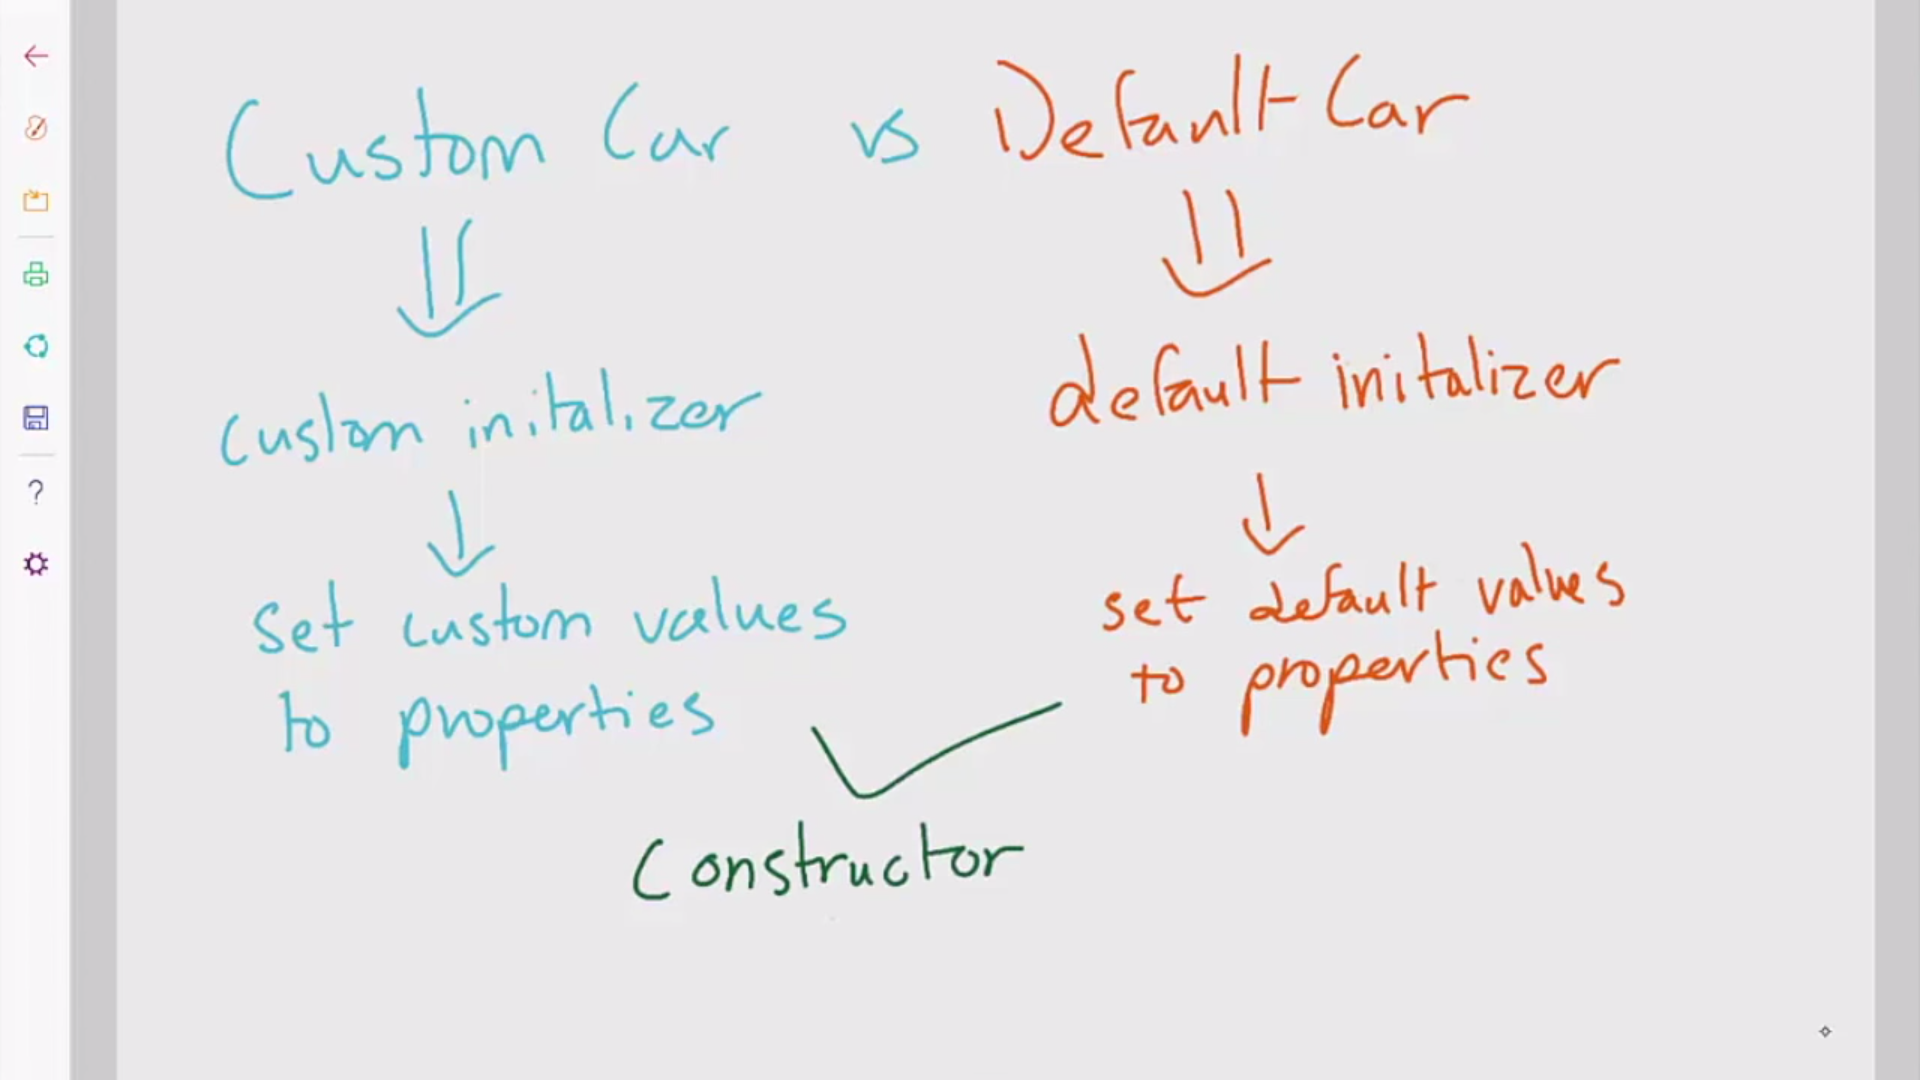 Custom Car vs Default Car
custom initalizer
default initalizer
set custom values
to properties
set default values
to properties
Constructor
?